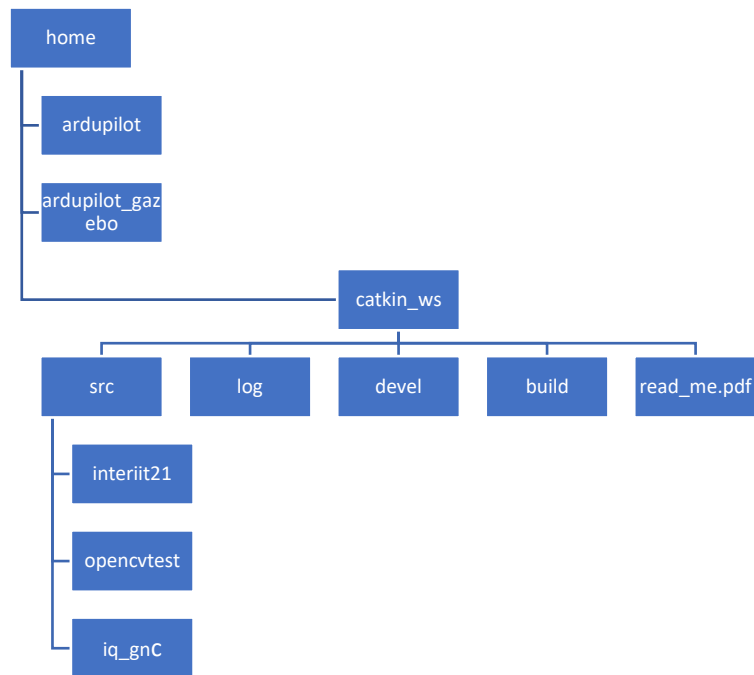 home
ardupilot
ardupilot_gaz
ebo
catkin_ws
src
log
devel
build
read_me.pdf
interiit21
opencvtest
iq_gnc